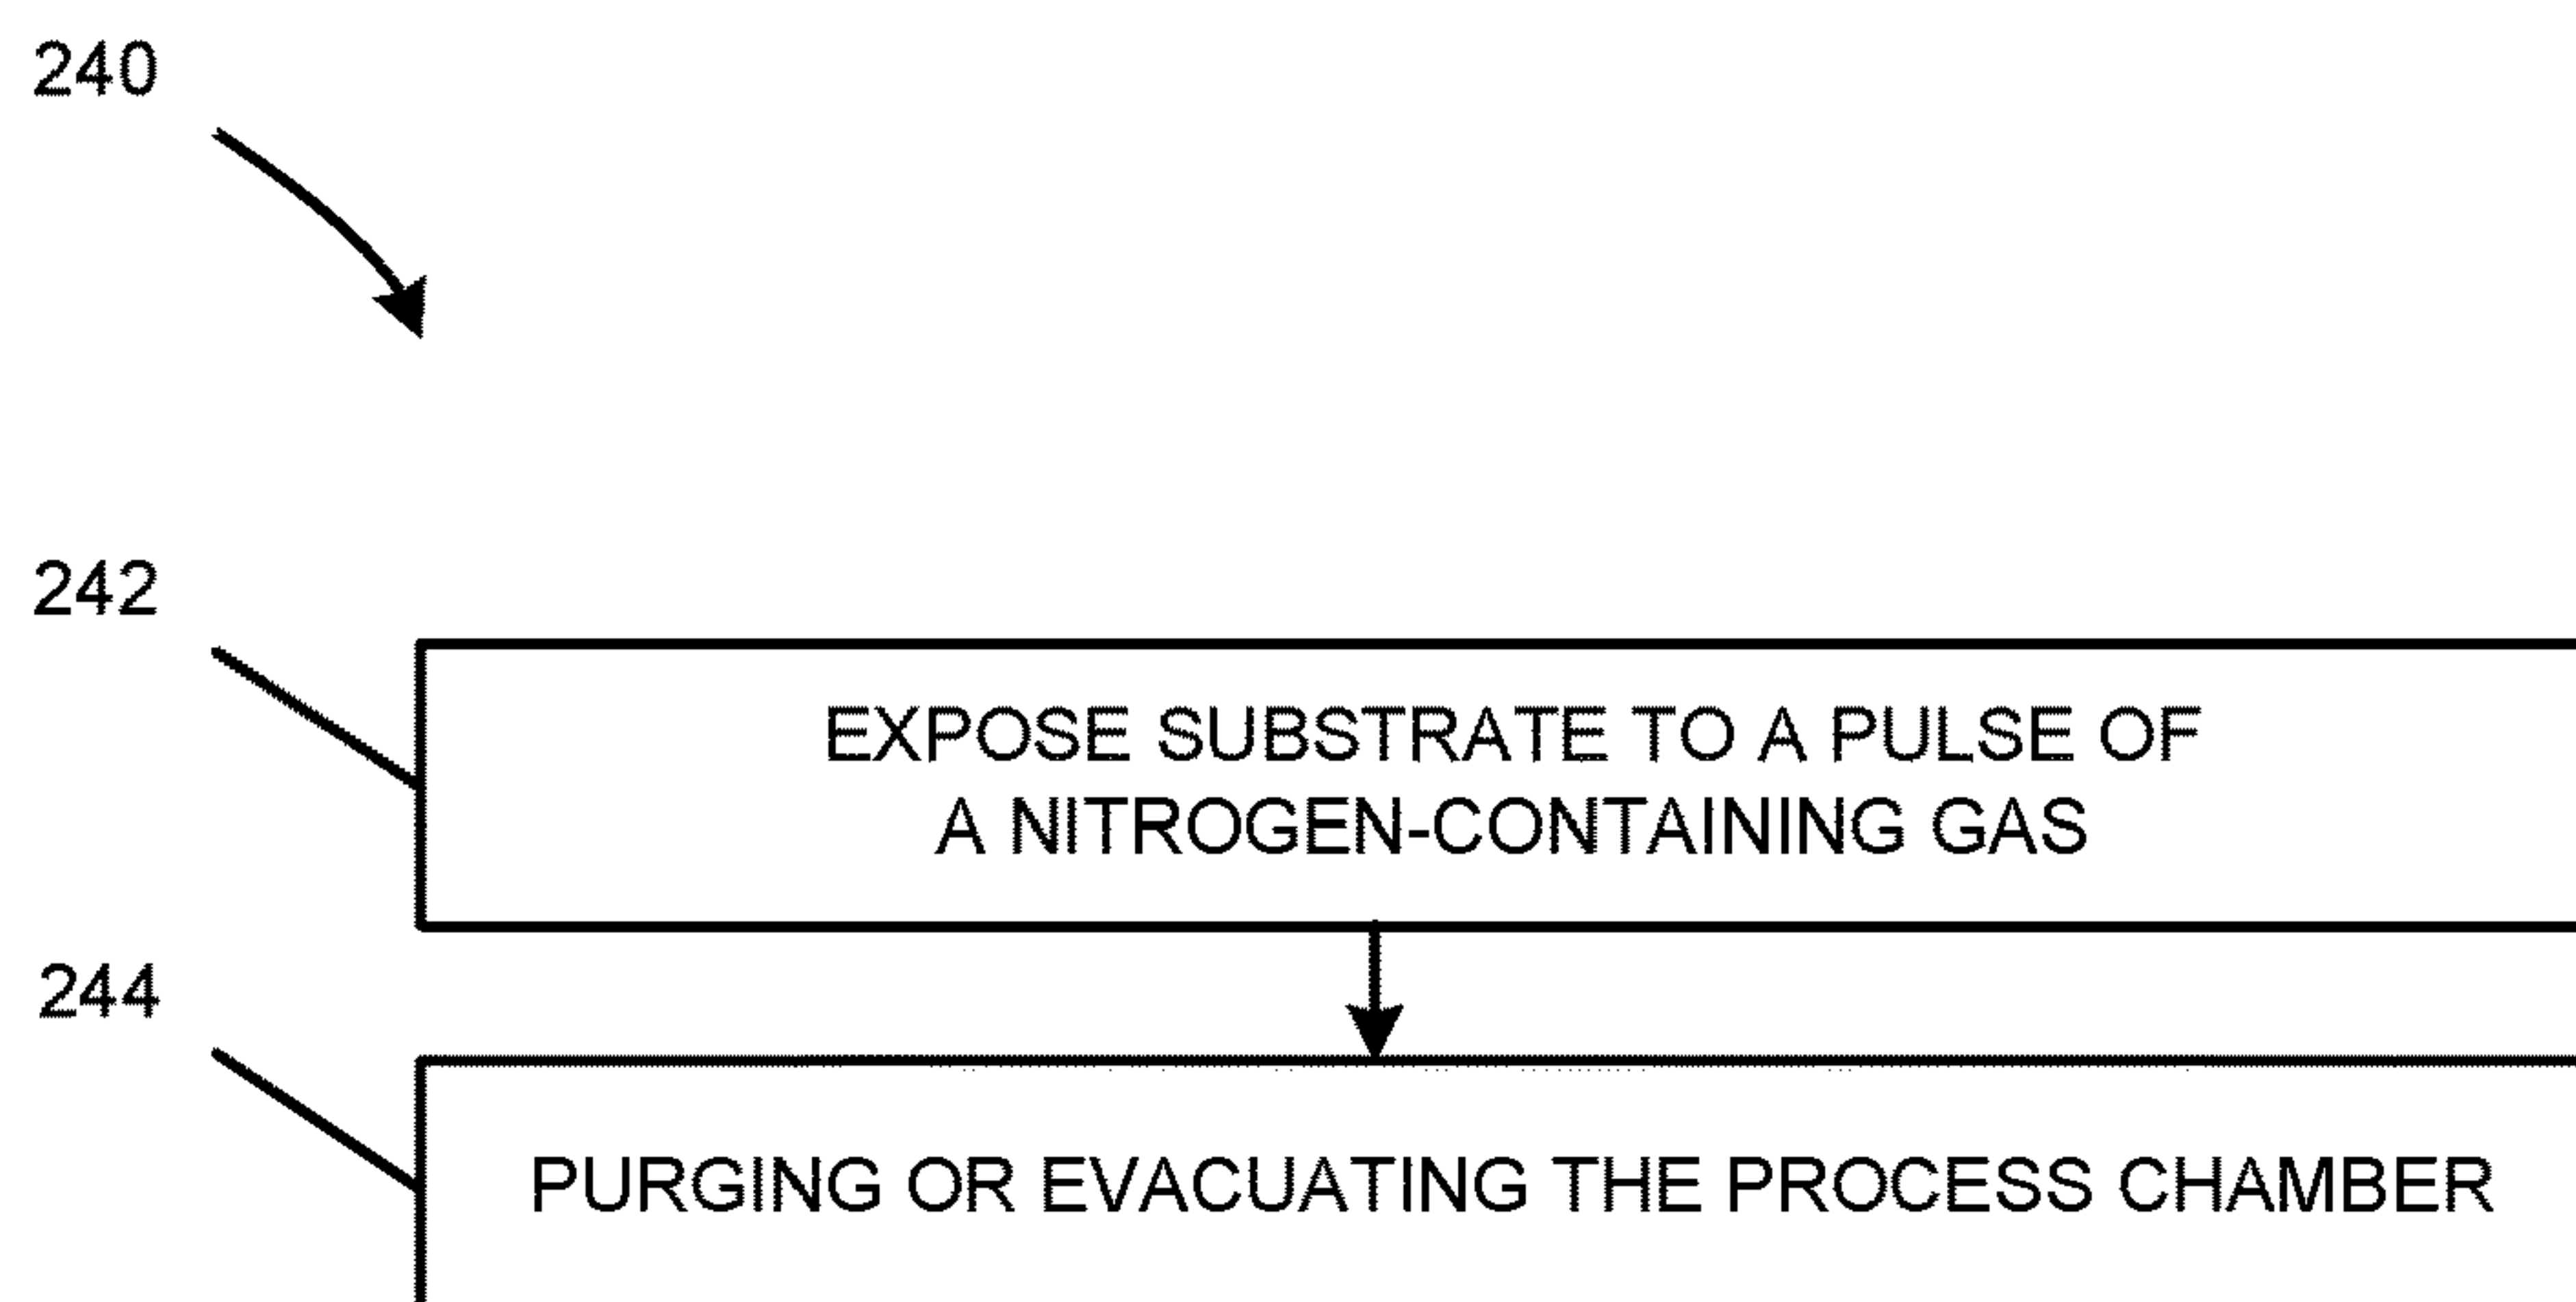 240
242
EXPOSE SUBSTRATE TO A PULSE OF
A NITROGEN-CONTAINING GAS
244
PURGING OR EVACUATING THE PROCESS CHAMBER